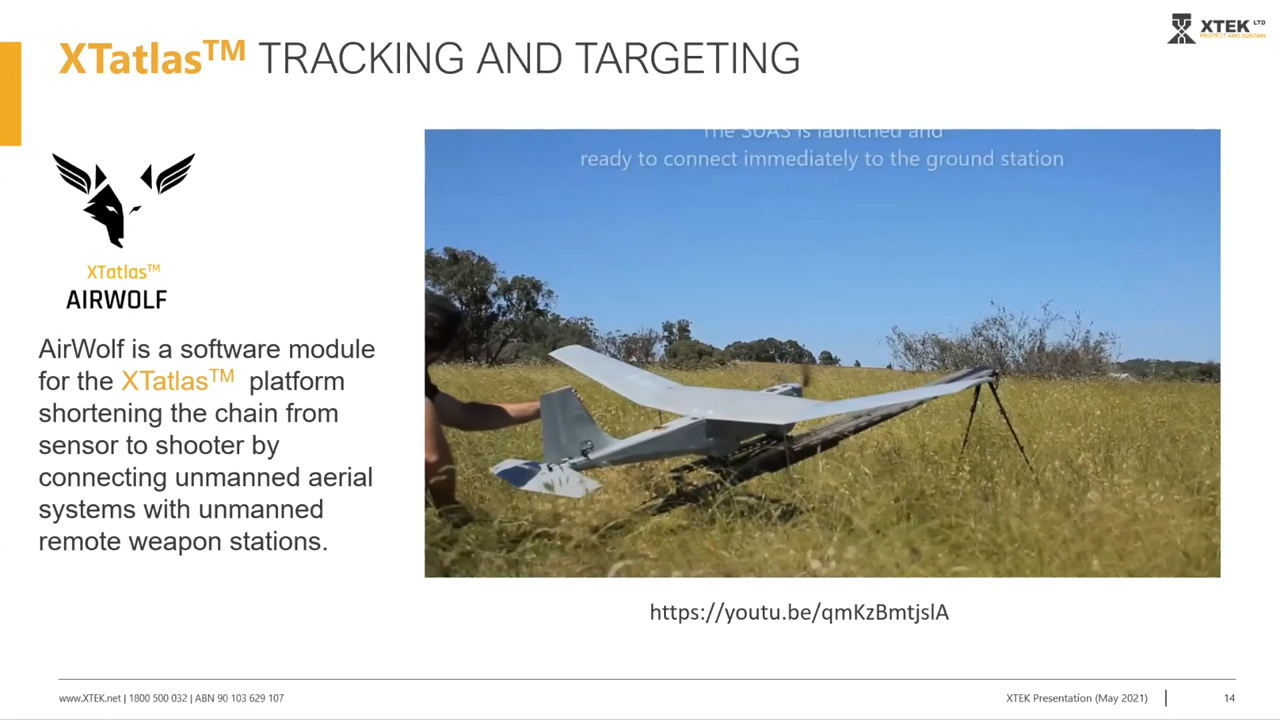 XTEK LTD
PROTECT AND SUSTAIN
XTatlas™ TRACKING AND TARGETING
XTatlas™
AIRWOLF
AirWolf is a software module
for the XTatlas™ platform
shortening the chain from
sensor to shooter by
connecting unmanned aerial
systems with unmanned
remote weapon stations.
The SUAS is launched and
ready to connect immediately to the ground station
https://youtu.be/qmKzBmtjslA
www.XTEK.net | 1800 500 032 | ABN 90 103 629 107
XTEK Presentation (May 2021) | 14